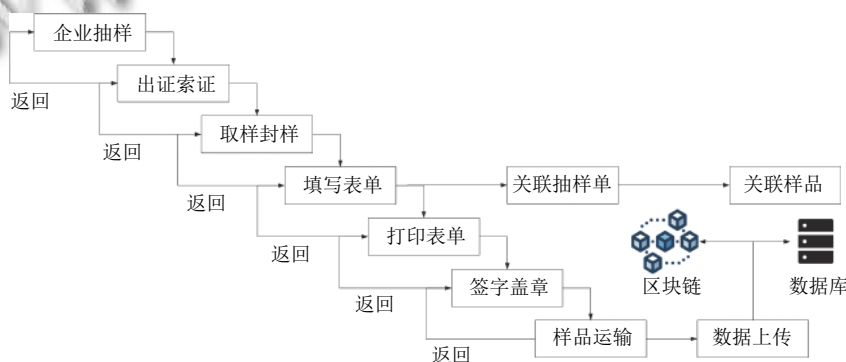 企业抽样
出证索证
返回
取样封样
返回
填写表单
关联抽样单
关联样品
返回
打印表单
返回
签字盖章
区块链
数据库
返回
样品运输
数据上传
返回